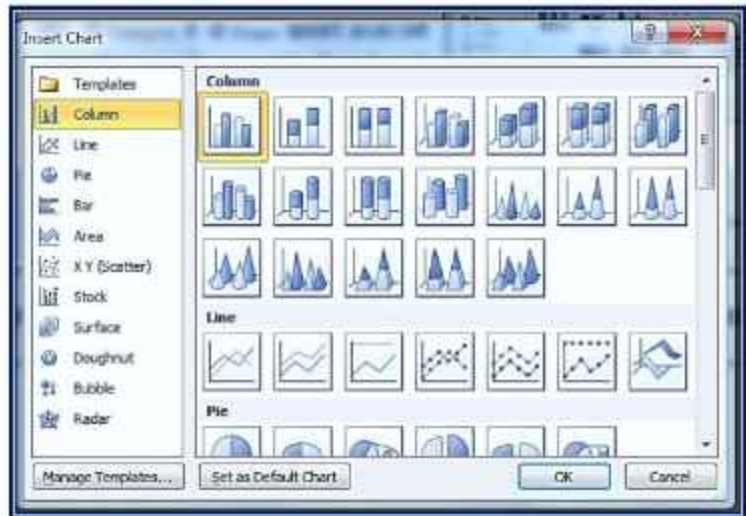 Insert Chart
Templates
Column
Line
Pie
Bar
Area
X Y (Scatter)
Stock
Surface
Doughnut
Bubble
Radar
Column
Line
Pie
Manage Templates...
Set as Default Chart
OK
Cancel